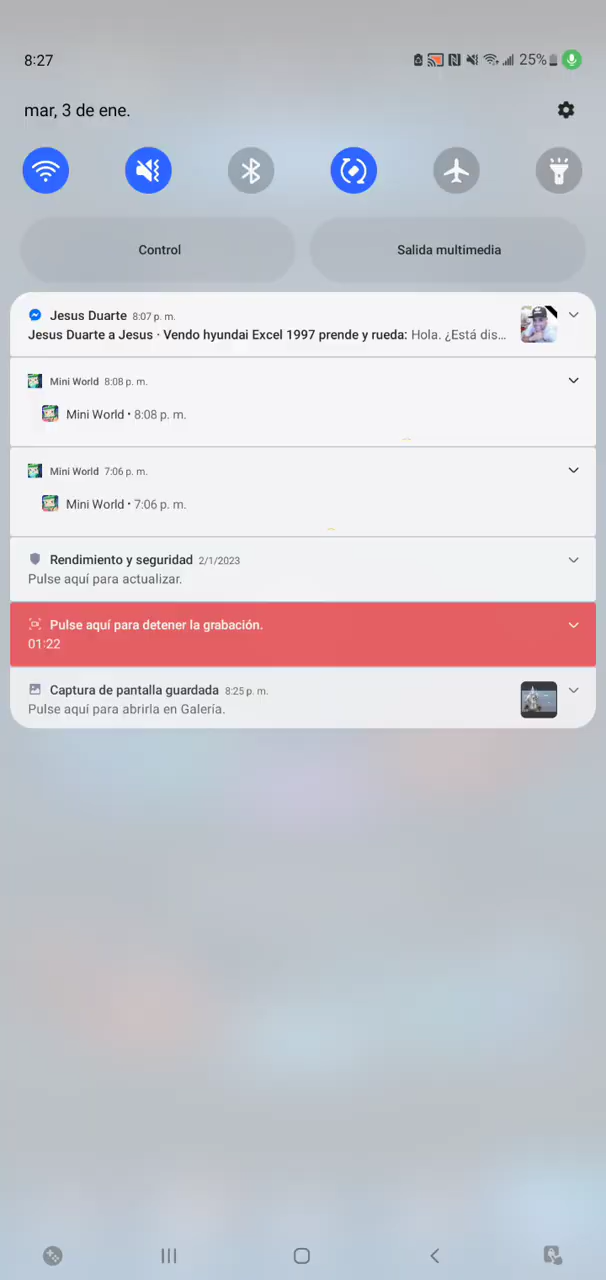 8:27
25%
mar, 3 de ene.
Control
Salida multimedia
Jesus Duarte 8:07 p. m.
Jesus Duarte a Jesus · Vendo hyundai Excel 1997 prende y rueda: Hola. ¿Está dis...
Mini World 8:08 p. m.
Mini World • 8:08 p. m.
Mini World 7:06 p. m.
Mini World • 7:06 p. m.
Rendimiento y seguridad 2/1/2023
Pulse aquí para actualizar.
Pulse aquí para detener la grabación.
01:22
Captura de pantalla guardada 8:25 p. m.
Pulse aquí para abrirla en Galería.